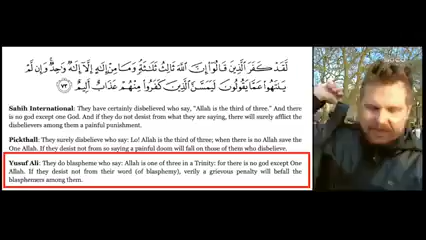 لَّقَدْ كَفَرَ الَّذِينَ قَالُوا إِنَّ اللَّهَ ثَالِثُ ثَلَاثَةٍ وَمَا مِنْ إِلَٰهٍ إِلَّا إِلَٰهٌ وَاحِدٌ وَإِن لَّمْ
يَنتَهُوا عَمَّا يَقُولُونَ لَيَمَسَّنَّ الَّذِينَ كَفَرُوا مِنْهُمْ عَذَابٌ أَلِيمٌ ﴿٧٣﴾
Sahih International: They have certainly disbelieved who say, "Allah is the third of three." And there
is no god except one God. And if they do not desist from what they are saying, there will surely afflict the
disbelievers among them a painful punishment.
Pickthall: They surely disbelieve who say: Lo! Allah is the third of three; when there is no Allah save the
One Allah. If they desist not from so saying a painful doom will fall on those of them who disbelieve.
Yusuf Ali: They do blaspheme who say: Allah is one of three in a Trinity: for there is no god except One
Allah. If they desist not from their word (of blasphemy), verily a grievous penalty will befall the
blasphemers among them.